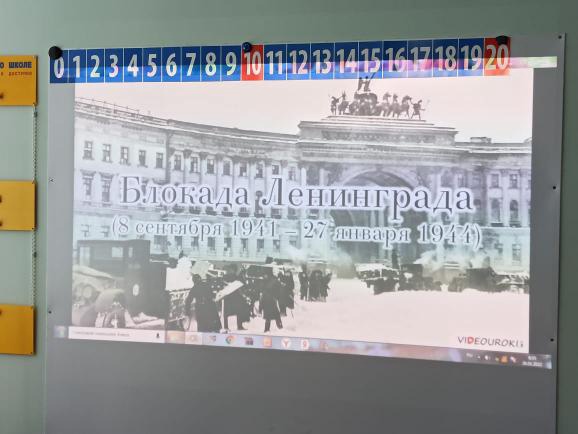 О ШКОЛЕ
0 1 2 3 4 5 6 7 8 9 10 11 12 13 14 15 16 17 18 19 20
Блокада Ленинграда
(8 сентября 1941 – 27 января 1944)
VIDEOUROKI